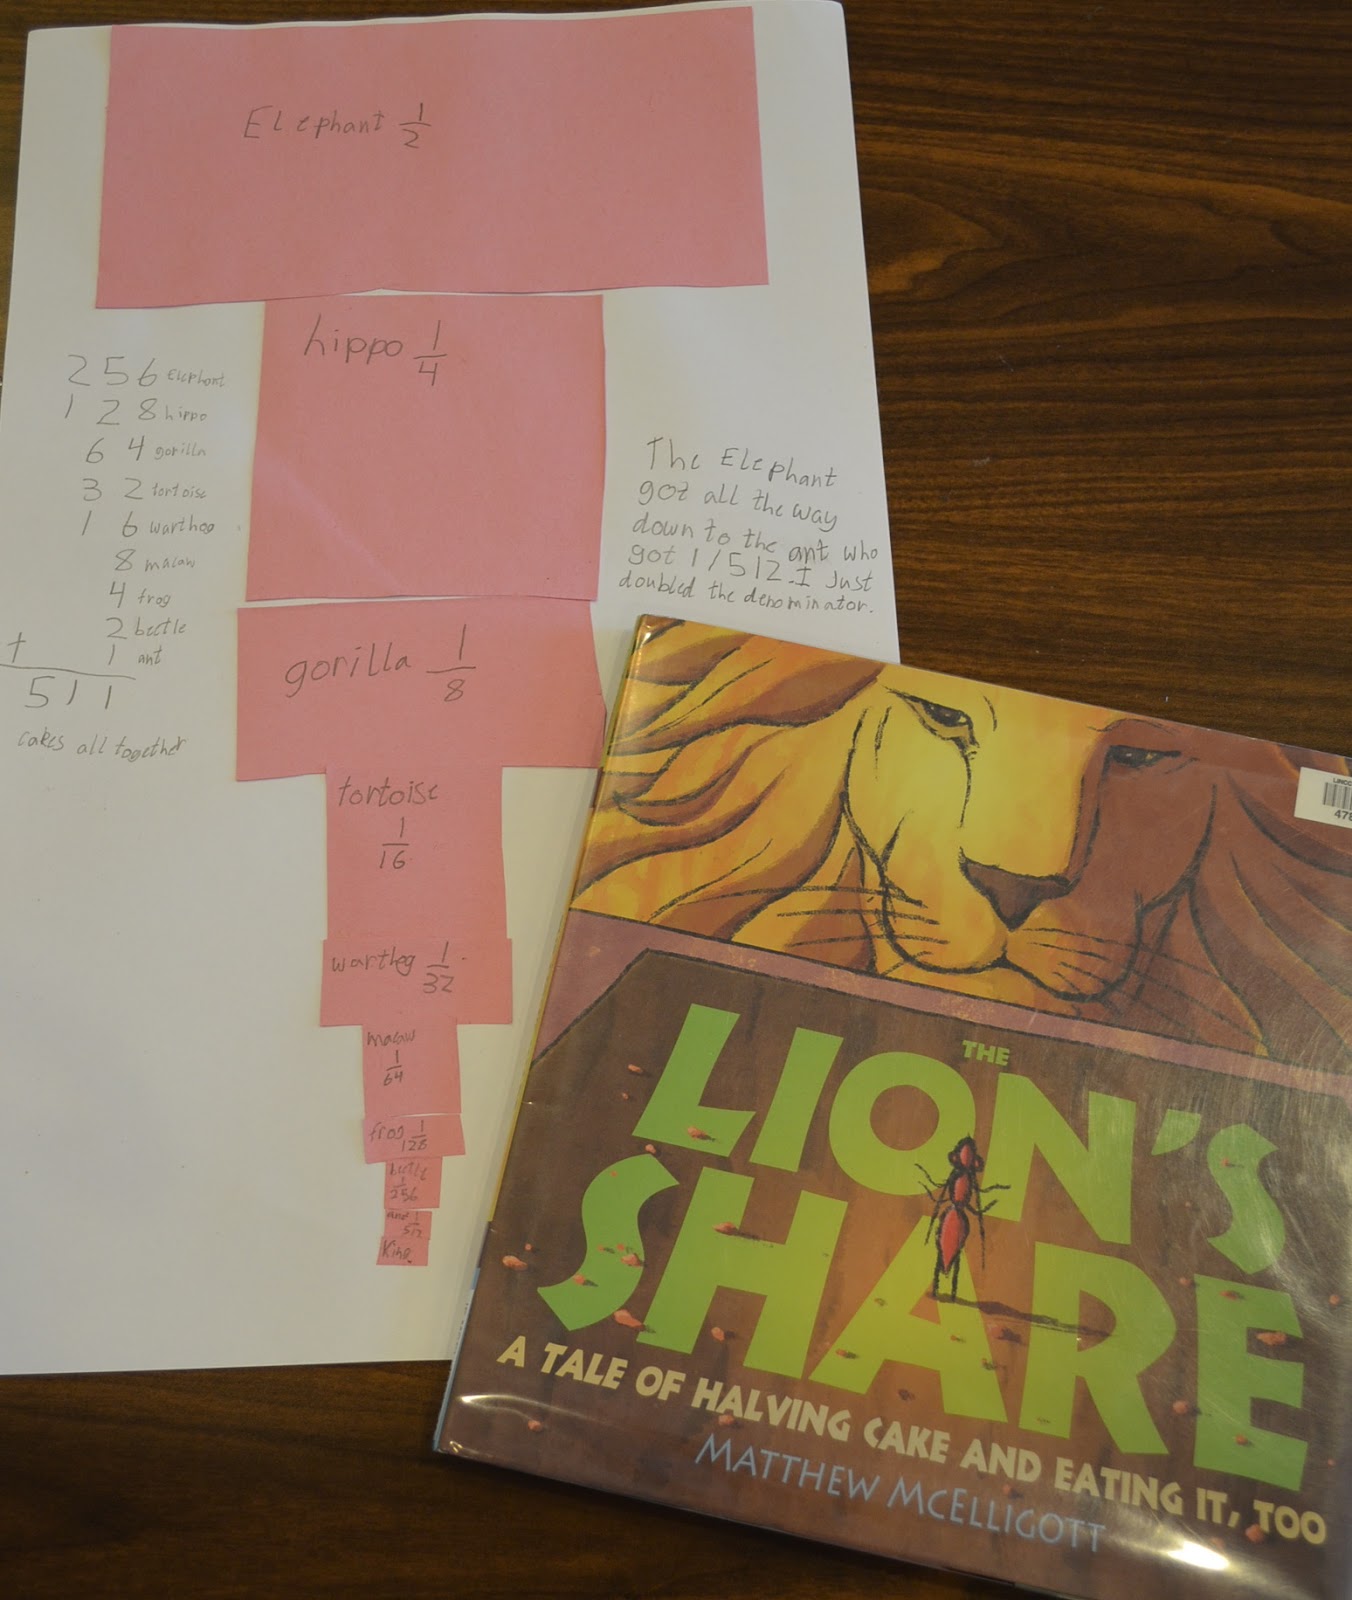 Elephant 1/2
hippo 1/4
256 Elephant
128 hippo
64 gorilla
32 tortoise
16 warthog
8 macaw
4 frog
2 beetle
+ 1 ant
511
cakes all together
The Elephant
got all the way
down to the ant who
got 1/512. I Just
doubled the denominator.
gorilla 1/8
tortoise
1/16
warthog 1/32
macaw
1/64
frog 1/128
beetle
1/256
and 1/512
King
THE
LION'S
SHARE
A TALE OF HALVING CAKE AND EATING IT, TOO
MATTHEW MCELLIGOTT
478